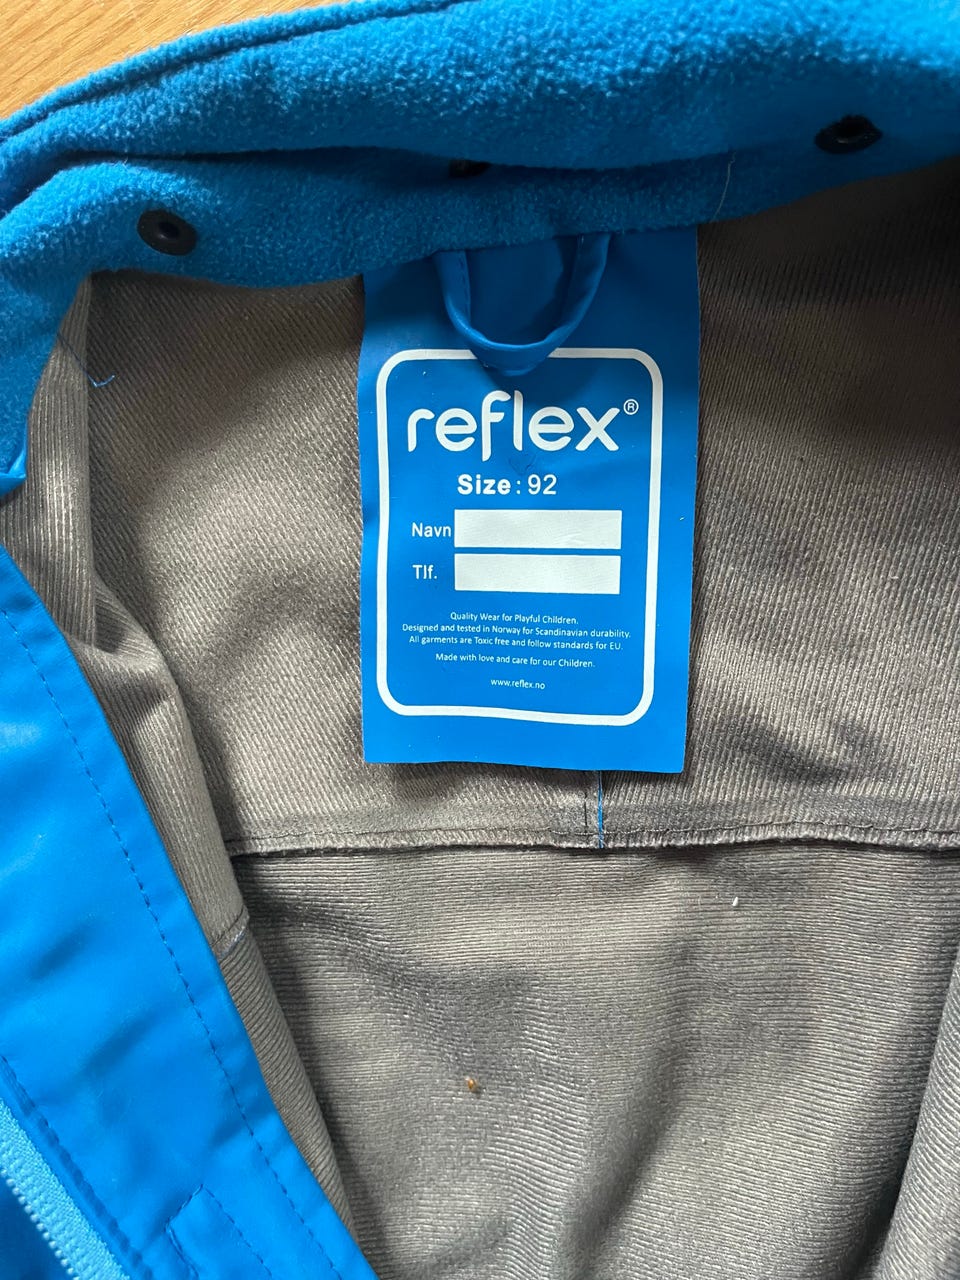 reflex®
Size: 92
Navn
Tlf.
Quality Wear for Playful Children.
Designed and tested in Norway for Scandinavian durability.
All garments are Toxic free and follow standards for EU.
Made with love and care for our Children.
www.reflex.no